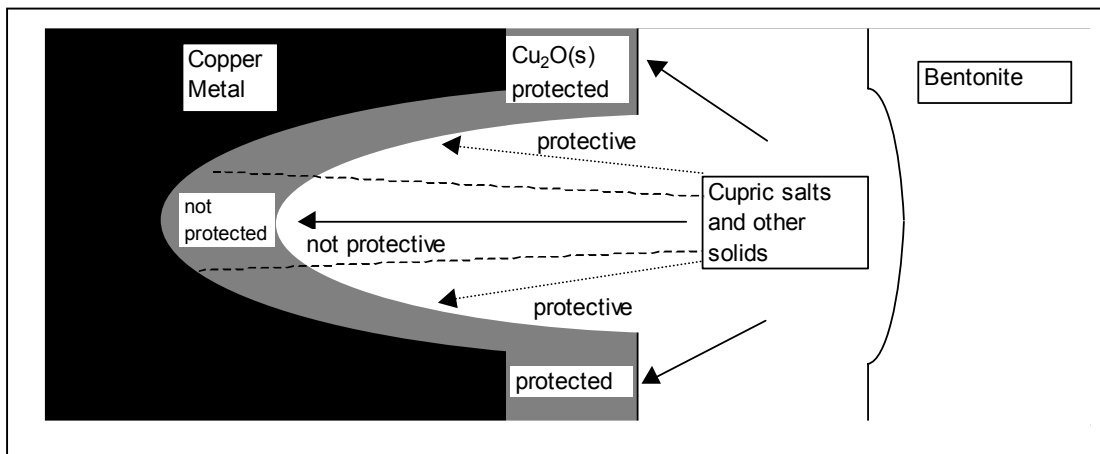 Copper
Metal
Cu₂O(s)
protected
Bentonite
protective
Cupric salts
and other
solids
not
protected
not protective
protective
protected